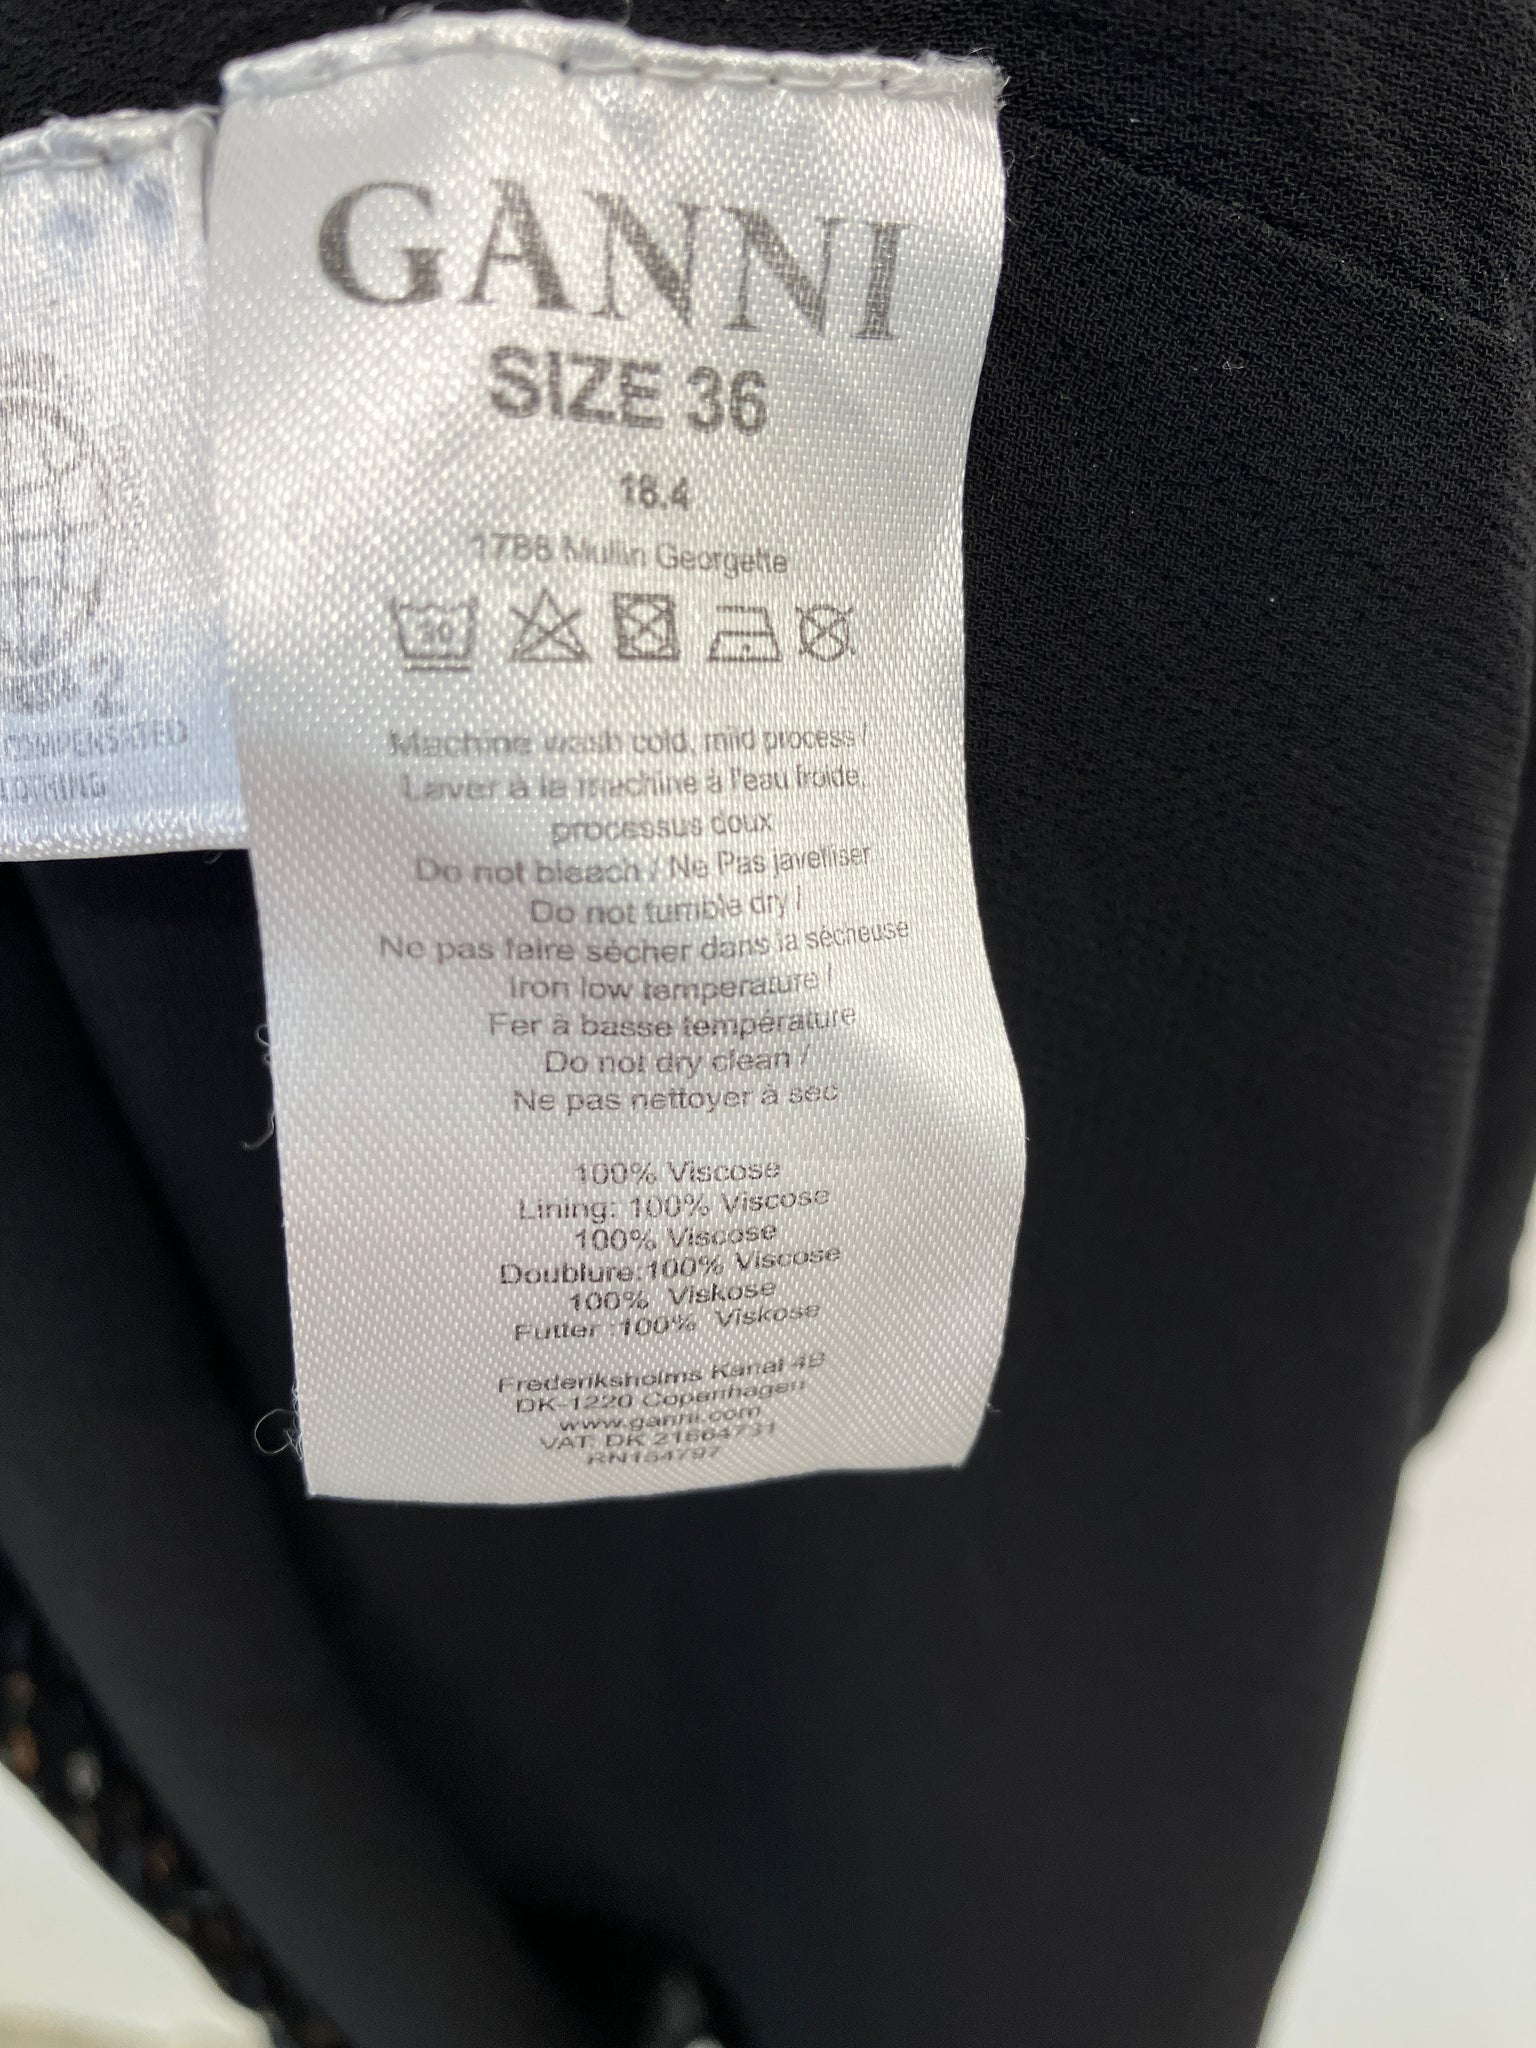 GANNI
SIZE 36
18.4
1788 Mullin Georgette
30
Machine wash cold, mild process /
Laver à la machine à l'eau froide,
processus doux
Do not bleach / Ne Pas javelliser
Do not tumble dry /
Ne pas faire sécher dans la sécheuse
Iron low temperature /
Fer à basse température
Do not dry clean /
Ne pas nettoyer à sec
100% Viscose
Lining: 100% Viscose
100% Viscose
Doublure:100% Viscose
100% Viskose
Futter :100% Viskose
Frederiksholms Kanal 4B
DK-1220 Copenhagen
www.ganni.com
VAT: DK 21664731
RN154797
COMPENSATED